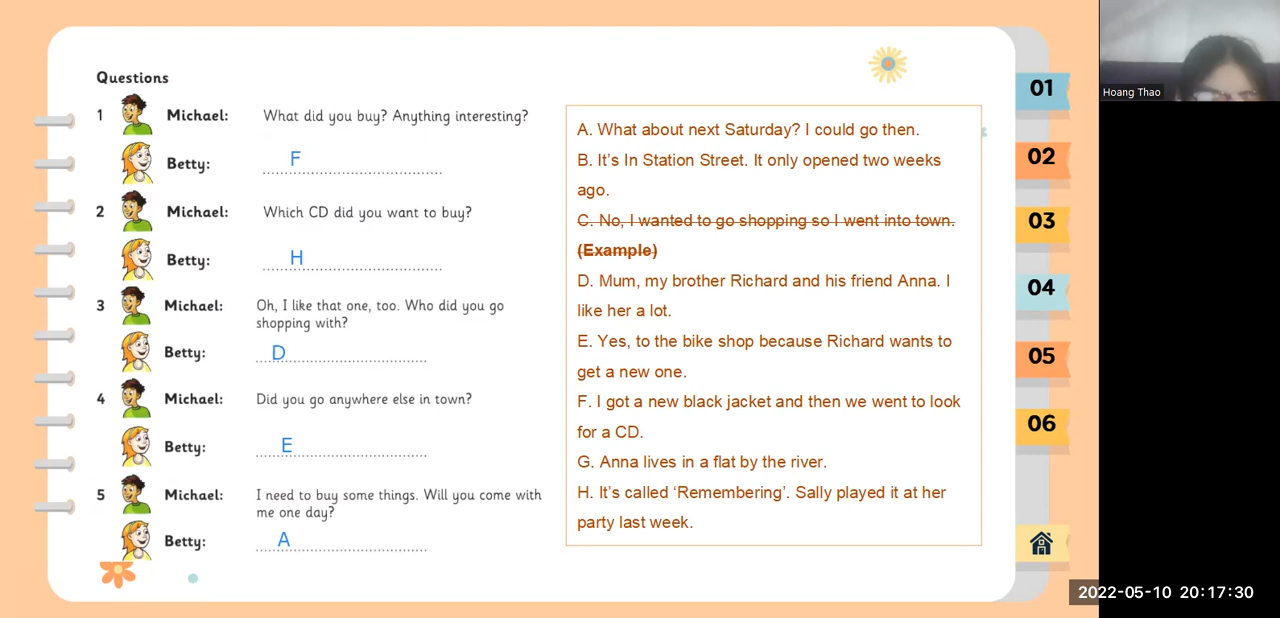 Questions
1 Michael: What did you buy? Anything interesting?
Betty: F
2 Michael: Which CD did you want to buy?
Betty: H
3 Michael: Oh, I like that one, too. Who did you go
shopping with?
Betty: D
4 Michael: Did you go anywhere else in town?
Betty: E
5 Michael: I need to buy some things. Will you come with
me one day?
Betty: A
A. What about next Saturday? I could go then.
B. It's In Station Street. It only opened two weeks
ago.
C. No, I wanted to go shopping so I went into town.
(Example)
D. Mum, my brother Richard and his friend Anna. I
like her a lot.
E. Yes, to the bike shop because Richard wants to
get a new one.
F. I got a new black jacket and then we went to look
for a CD.
G. Anna lives in a flat by the river.
H. It's called ‘Remembering’. Sally played it at her
party last week.
01
02
03
04
05
06
Hoang Thao
2022-05-10 20:17:30